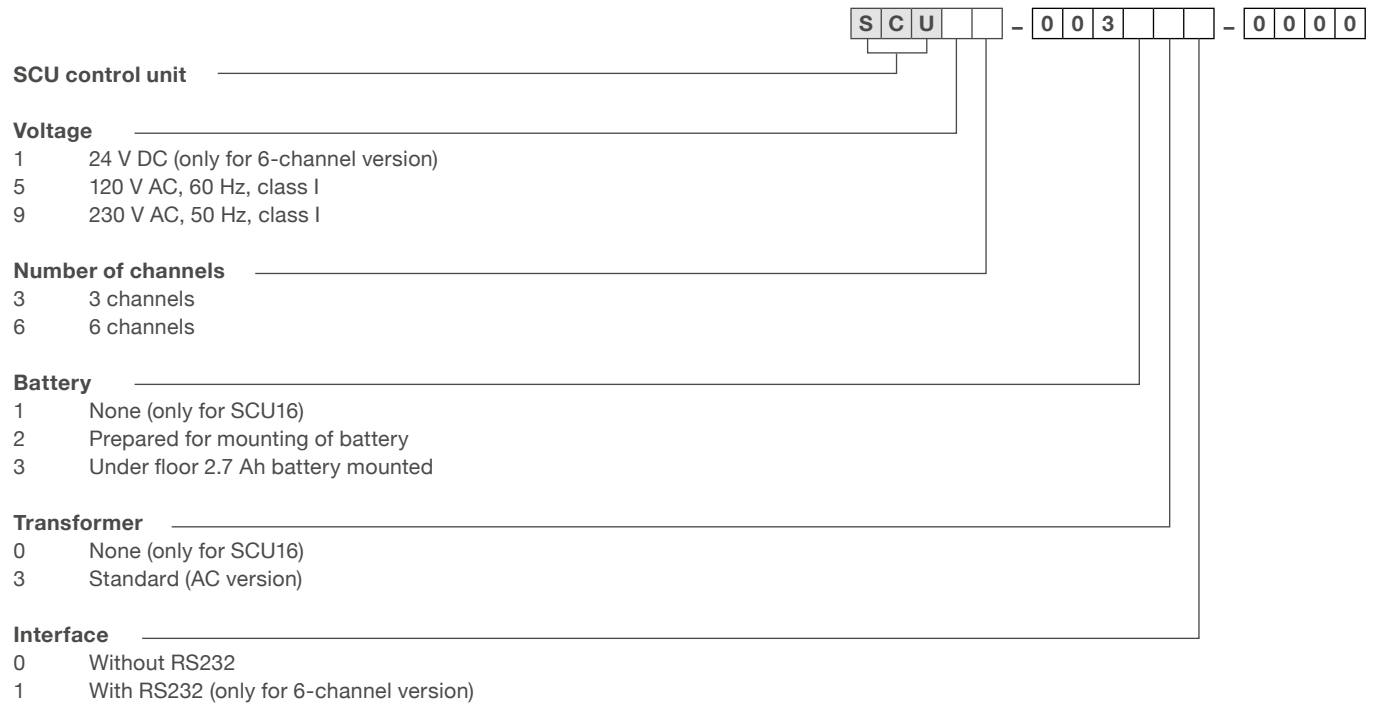 S C U – 0 0 3 – 0 0 0 0
SCU control unit
Voltage
1 24 V DC (only for 6-channel version)
5 120 V AC, 60 Hz, class I
9 230 V AC, 50 Hz, class I
Number of channels
3 3 channels
6 6 channels
Battery
1 None (only for SCU16)
2 Prepared for mounting of battery
3 Under floor 2.7 Ah battery mounted
Transformer
0 None (only for SCU16)
3 Standard (AC version)
Interface
0 Without RS232
1 With RS232 (only for 6-channel version)